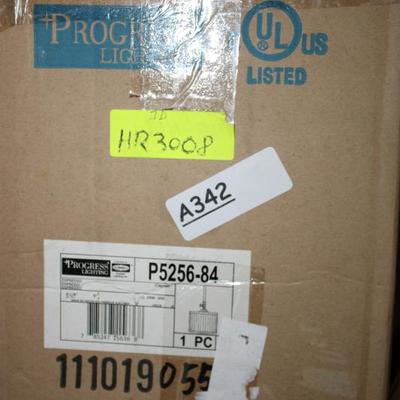 PROGRESS
LIGHTING
UL US
LISTED
HR3008
A342
PROGRESS
LIGHTING
P5256-84
1 PC
111019055